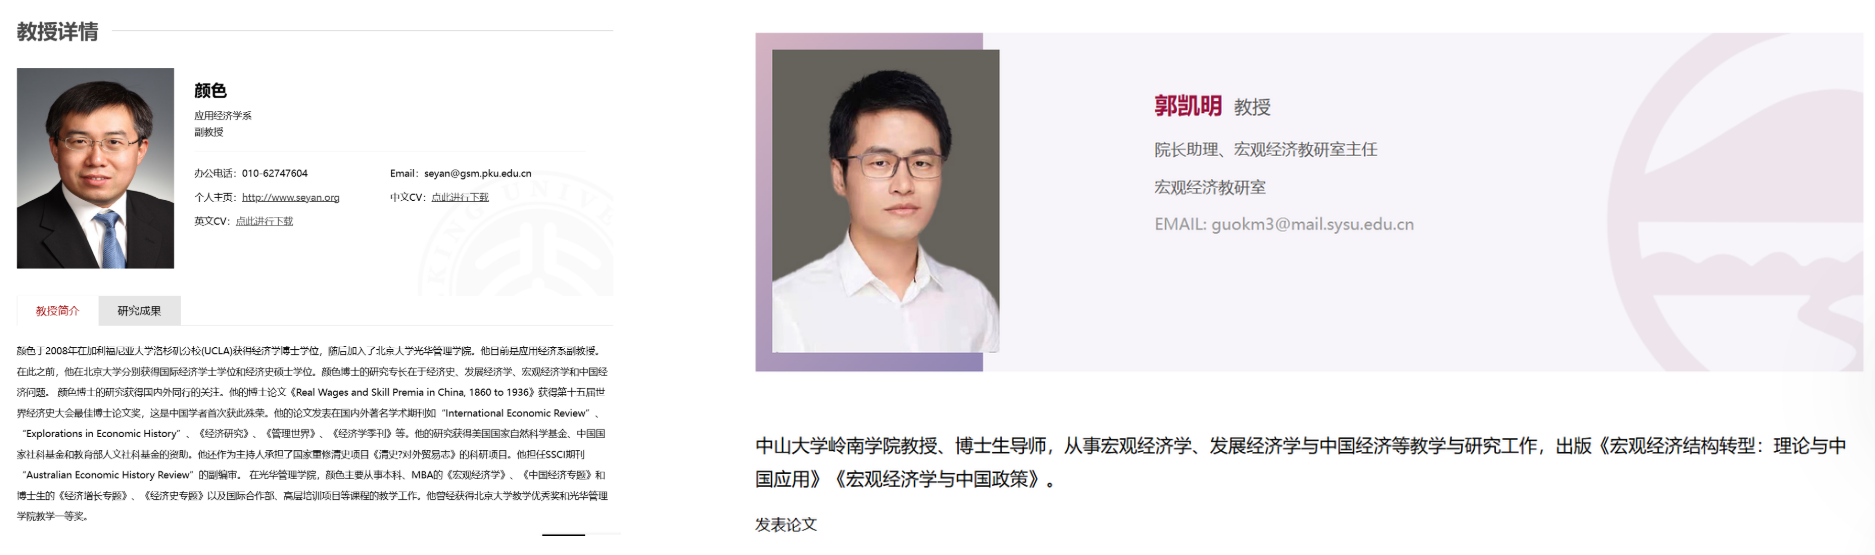 教授详情
颜色
应用经济学系
副教授
办公电话：010-62747604
Email：seyan@gsm.pku.edu.cn
个人主页：http://www.seyan.org
中文CV：点此进行下载
英文CV：点此进行下载
教授简介
研究成果
颜色于2008年在加利福尼亚大学洛杉矶分校(UCLA)获得经济学博士学位，随后加入了北京大学光华管理学院。他目前是应用经济系副教授。
在此之前，他在北京大学分别获得国际经济学士学位和经济史硕士学位。颜色博士的研究专长在于经济史、发展经济学、宏观经济学和中国经
济问题。 颜色博士的研究获得国内外同行的关注。他的博士论文《Real Wages and Skill Premia in China, 1860 to 1936》获得第十五届世
界经济史大会最佳博士论文奖，这是中国学者首次获此殊荣。他的论文发表在国内外著名学术期刊如“International Economic Review”、
“Explorations in Economic History”、《经济研究》、《管理世界》、《经济学季刊》等。他的研究获得美国国家自然科学基金、中国国
家社科基金和教育部人文社科基金的资助。他还作为主持人承担了国家重修清史项目《清史?对外贸易志》的科研项目。他担任SSCI期刊
“Australian Economic History Review”的副编审。 在光华管理学院，颜色主要从事本科、MBA的《宏观经济学》、《中国经济专题》和
博士生的《经济增长专题》、《经济史专题》以及国际合作部、高层培训项目等课程的教学工作。他曾经获得北京大学教学优秀奖和光华管理
学院教学一等奖。
郭凯明 教授
院长助理、宏观经济教研室主任
宏观经济教研室
EMAIL: guokm3@mail.sysu.edu.cn
中山大学岭南学院教授、博士生导师，从事宏观经济学、发展经济学与中国经济等教学与研究工作，出版《宏观经济结构转型：理论与中
国应用》《宏观经济学与中国政策》。
发表论文